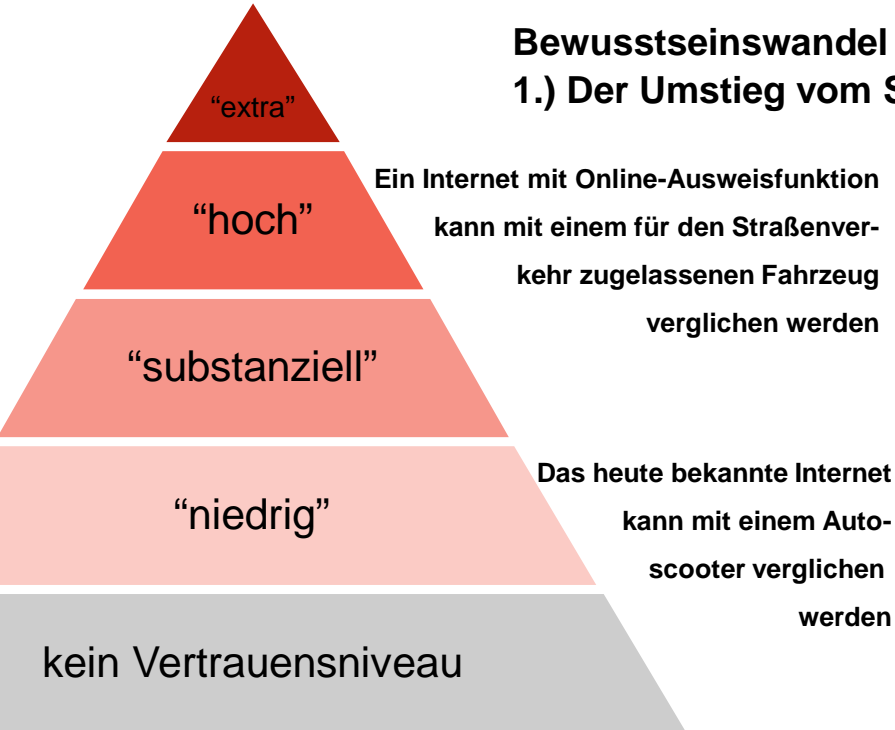 Bewusstseinswandel
1.) Der Umstieg vom S
“extra”
Ein Internet mit Online-Ausweisfunktion
kann mit einem für den Straßenver-
kehr zugelassenen Fahrzeug
verglichen werden
“hoch”
“substanziell”
Das heute bekannte Internet
kann mit einem Auto-
scooter verglichen
werden
“niedrig”
kein Vertrauensniveau